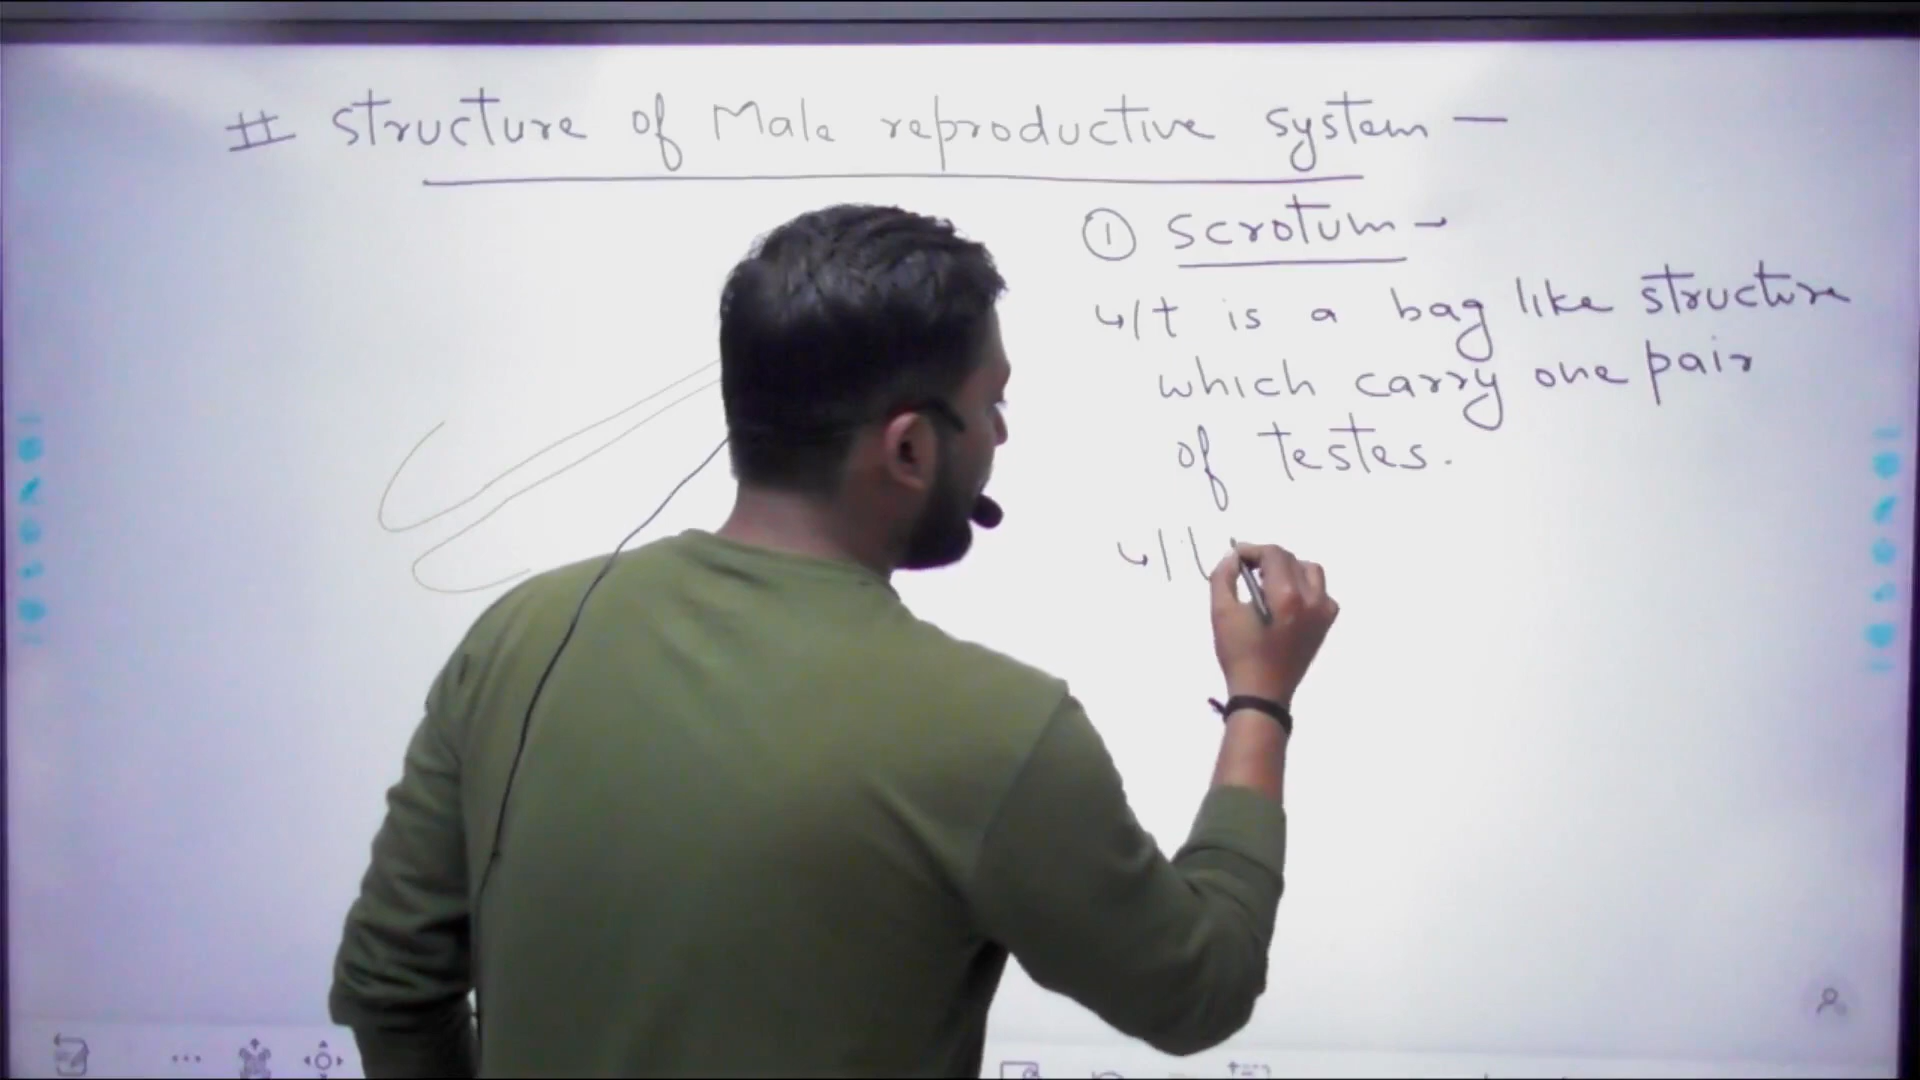 # Structure of Male reproductive system —
① Scrotum →
↳ It is a bag like structure
which carry one pair
of testes.
↳ It